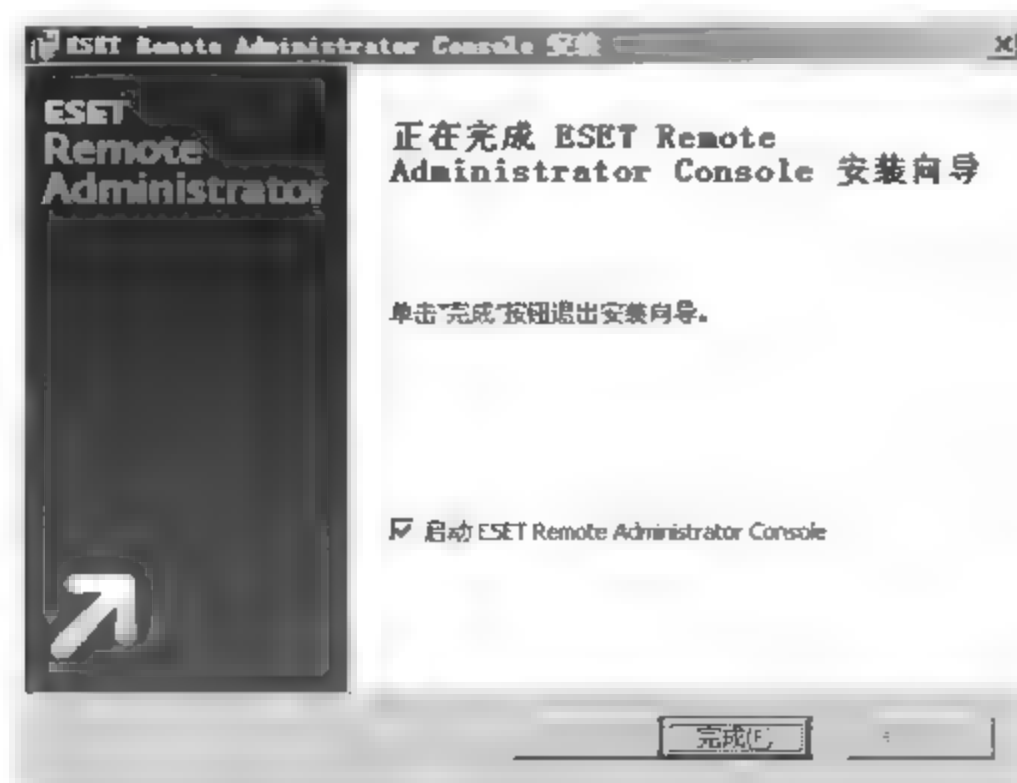 ESET Remote Administrator Console 安装
ESET
Remote
Administrator
正在完成 ESET Remote
Administrator Console 安装向导
单击“完成”按钮退出安装向导。
启动 ESET Remote Administrator Console
完成(F)